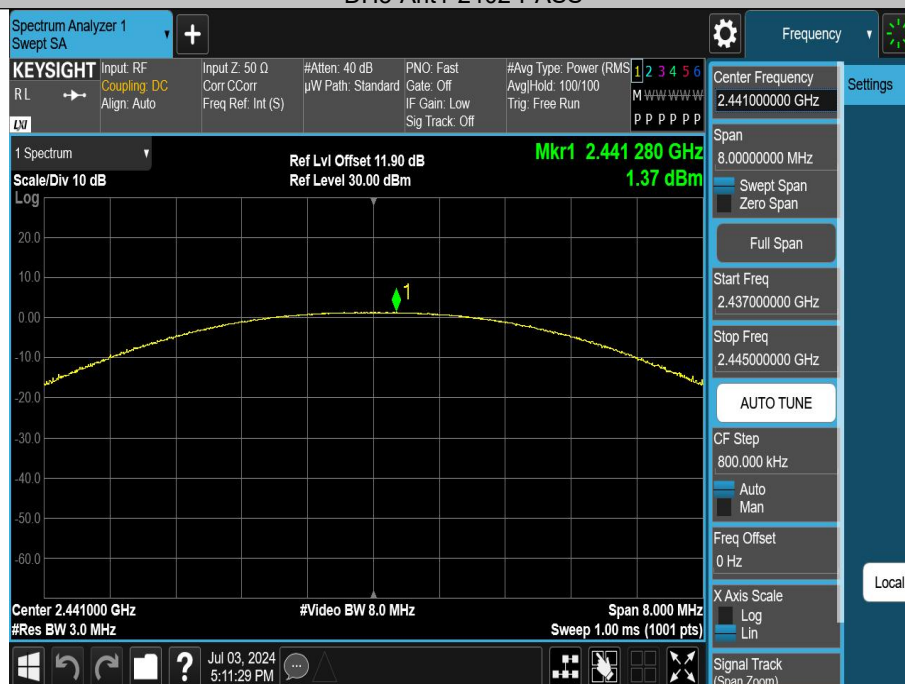 Spectrum Analyzer 1
Swept SA
+
Frequency
KEYSIGHT
RL
LXI
Input: RF
Coupling: DC
Align: Auto
Input Z: 50 Ω
Corr CCorr
Freq Ref: Int (S)
#Atten: 40 dB
µW Path: Standard
PNO: Fast
Gate: Off
IF Gain: Low
Sig Track: Off
#Avg Type: Power (RMS
Avg|Hold: 100/100
Trig: Free Run
1 2 3 4 5 6
M W W W W W
P P P P P P
1 Spectrum
Scale/Div 10 dB
Log
Ref Lvl Offset 11.90 dB
Ref Level 30.00 dBm
Mkr1 2.441 280 GHz
1.37 dBm
20.0
10.0
0.00
-10.0
-20.0
-30.0
-40.0
-50.0
-60.0
1
Center 2.441000 GHz
#Res BW 3.0 MHz
#Video BW 8.0 MHz
Span 8.000 MHz
Sweep 1.00 ms (1001 pts)
Center Frequency
2.441000000 GHz
Settings
Span
8.00000000 MHz
Swept Span
Zero Span
Full Span
Start Freq
2.437000000 GHz
Stop Freq
2.445000000 GHz
AUTO TUNE
CF Step
800.000 kHz
Auto
Man
Freq Offset
0 Hz
X Axis Scale
Log
Lin
Local
Signal Track
(Span Zoom)
?
Jul 03, 2024
5:11:29 PM